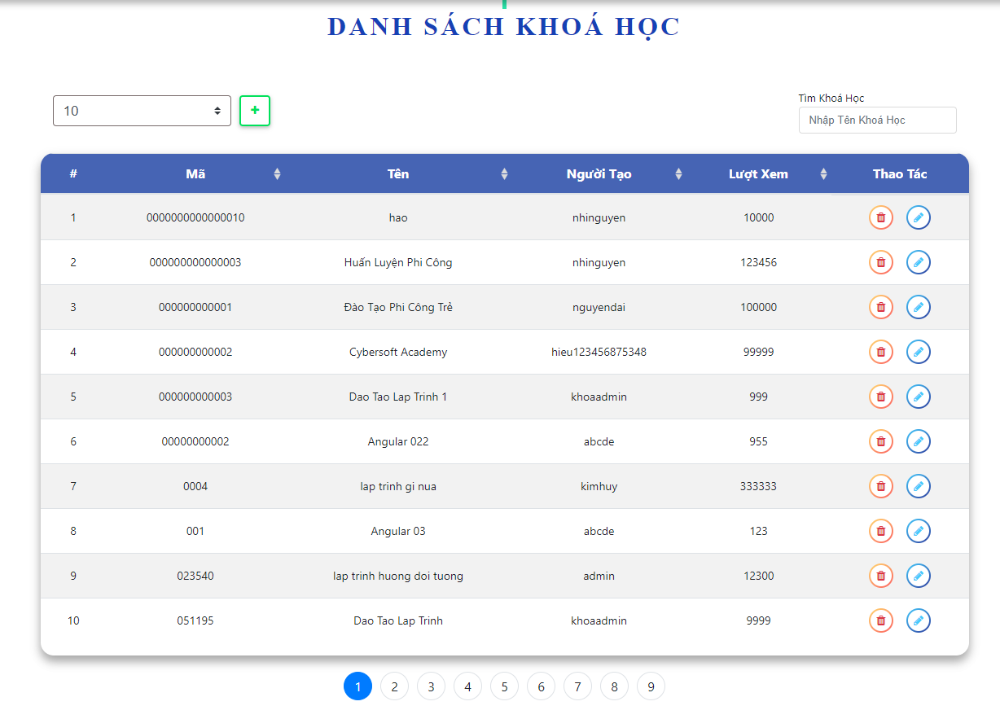 DANH SÁCH KHOÁ HỌC
10
+
Tìm Khoá Học
Nhập Tên Khoá Học
# Mã Tên Người Tạo Lượt Xem Thao Tác
1 0000000000000010 hao nhinguyen 10000
2 000000000000003 Huấn Luyện Phi Công nhinguyen 123456
3 000000000001 Đào Tạo Phi Công Trẻ nguyendai 100000
4 000000000002 Cybersoft Academy hieu123456875348 99999
5 000000000003 Dao Tao Lap Trinh 1 khoaadmin 999
6 00000000002 Angular 022 abcde 955
7 0004 lap trinh gi nua kimhuy 333333
8 001 Angular 03 abcde 123
9 023540 lap trinh huong doi tuong admin 12300
10 051195 Dao Tao Lap Trinh khoaadmin 9999
1 2 3 4 5 6 7 8 9